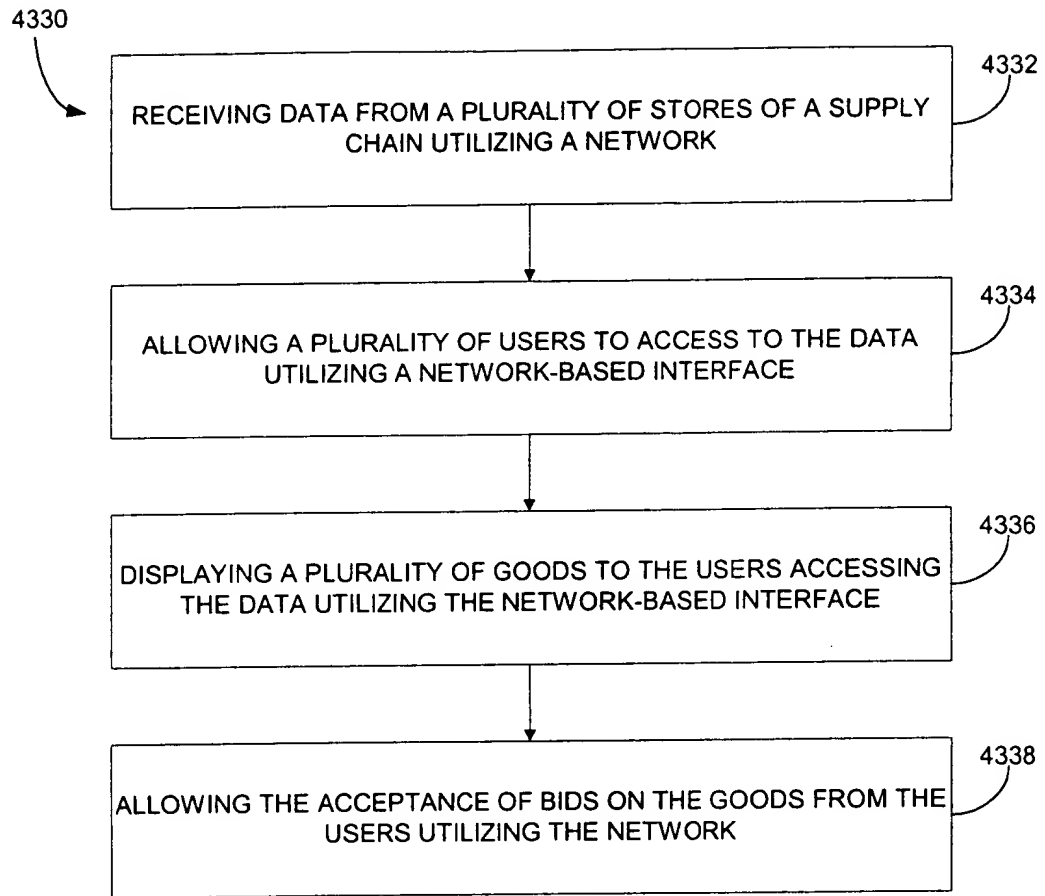 4330
4332
RECEIVING DATA FROM A PLURALITY OF STORES OF A SUPPLY
CHAIN UTILIZING A NETWORK
4334
ALLOWING A PLURALITY OF USERS TO ACCESS TO THE DATA
UTILIZING A NETWORK-BASED INTERFACE
4336
DISPLAYING A PLURALITY OF GOODS TO THE USERS ACCESSING
THE DATA UTILIZING THE NETWORK-BASED INTERFACE
4338
ALLOWING THE ACCEPTANCE OF BIDS ON THE GOODS FROM THE
USERS UTILIZING THE NETWORK